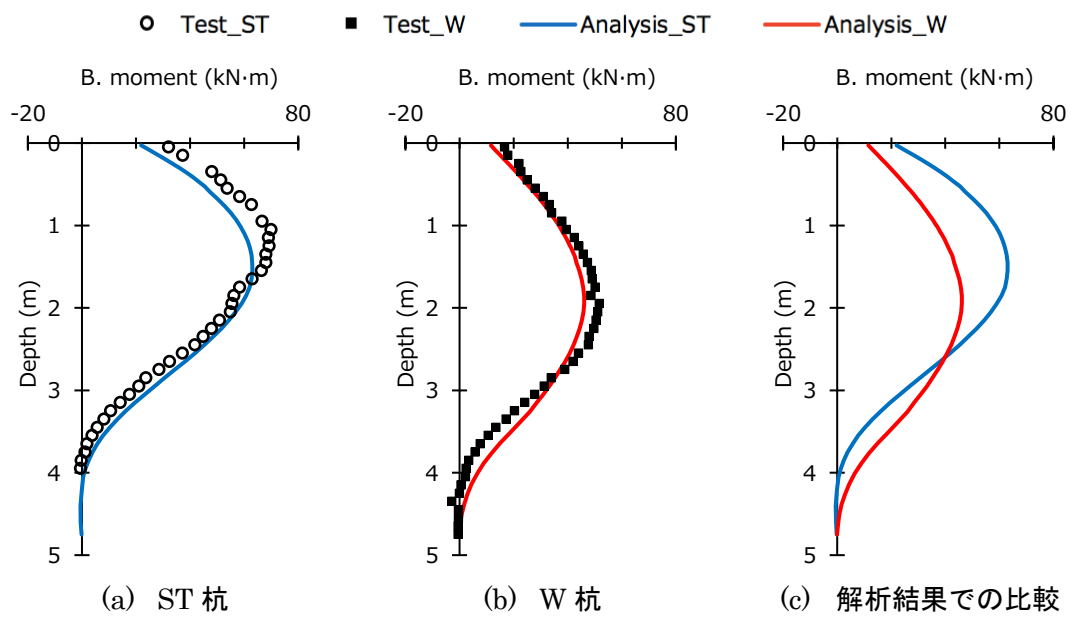 Test_ST Test_W Analysis_ST Analysis_W
B. moment (kN·m)
-20 80
0
1
2
3
4
5
Depth (m)
(a) ST 杭
B. moment (kN·m)
-20 80
0
1
2
3
4
5
Depth (m)
(b) W 杭
B. moment (kN·m)
-20 80
0
1
2
3
4
5
Depth (m)
(c) 解析結果での比較